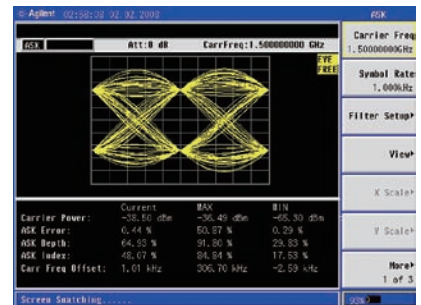 Agilent 02:58:08 02.02.2008
ASK
ASK
Att:0 dB
CarrFreq:1.500000000 GHz
EYE
FREE
Carrier Freq
1.50000000GHz
Symbol Rate
1.000kHz
Filter Setup
View
X Scale
Y Scale
More
1 of 3
Current MAX MIN
Carrier Power: -38.50 dBm -36.49 dBm -65.30 dBm
ASK Error: 0.44 % 50.87 % 0.29 %
ASK Depth: 64.93 % 91.80 % 29.83 %
ASK Index: 48.07 % 84.84 % 17.53 %
Carr Freq Offset: 1.01 kHz 306.70 kHz -2.59 kHz
Screen Snatching......
93%